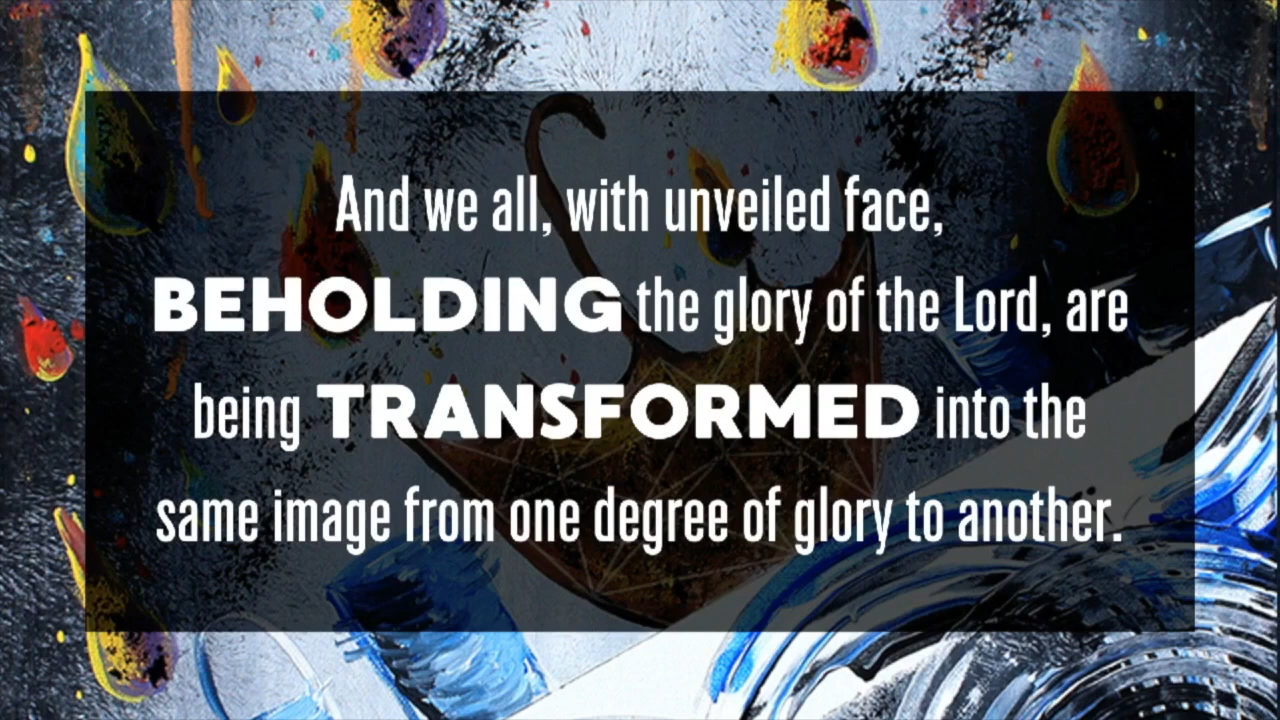 And we all, with unveiled face,
BEHOLDING the glory of the Lord, are
being TRANSFORMED into the
same image from one degree of glory to another.